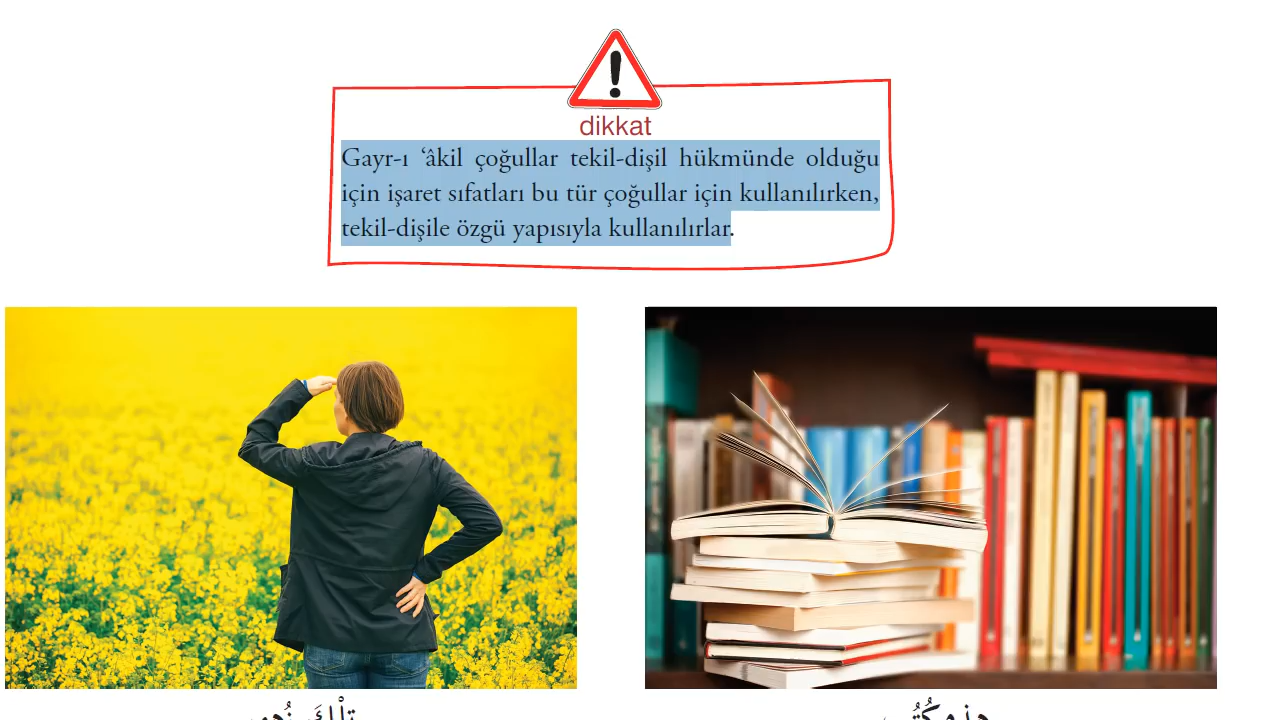 dikkat
Gayr-ı ‘âkil çoğullar tekil-dişil hükmünde olduğu
için işaret sıfatları bu tür çoğullar için kullanılırken,
tekil-dişile özgü yapısıyla kullanılırlar.
تِلْكَ